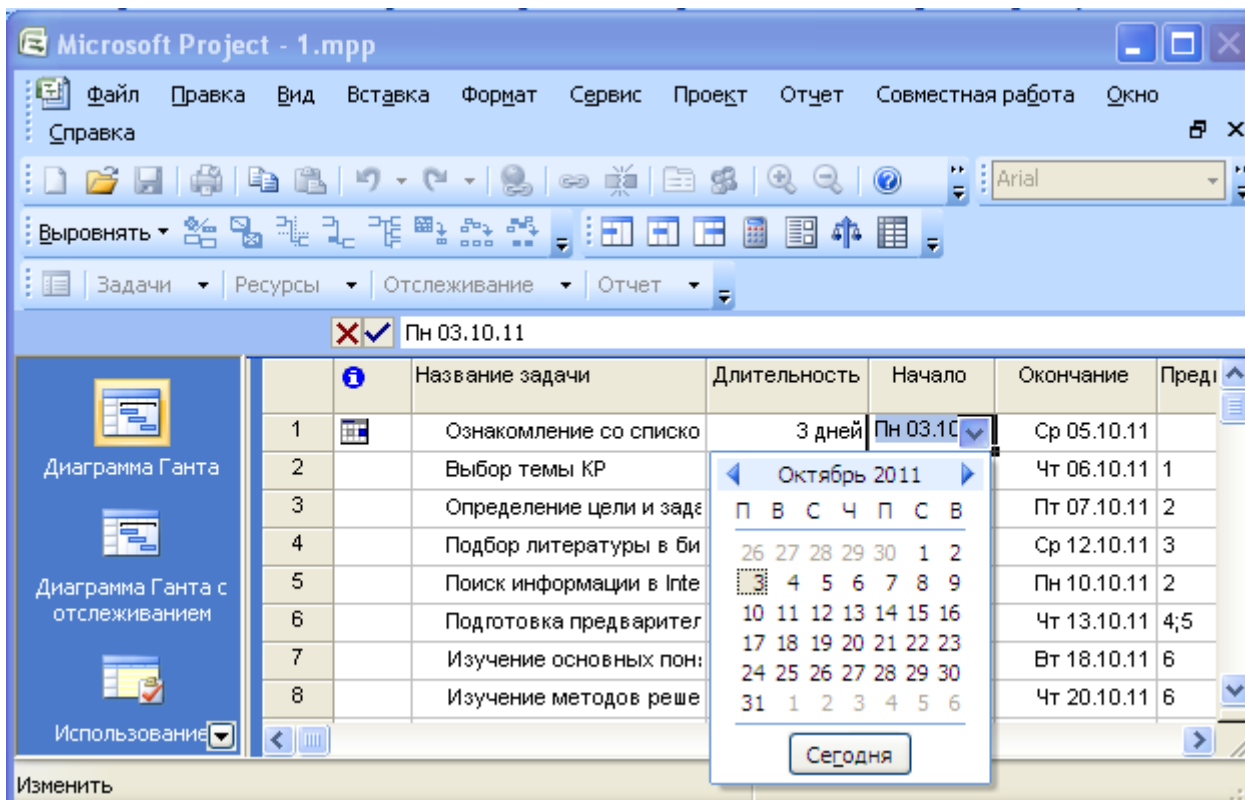 Microsoft Project - 1.mpp
Файл Правка Вид Вставка Формат Сервис Проект Отчет Совместная работа Окно
Справка
Arial
Выровнять
Задачи Ресурсы Отслеживание Отчет
Пн 03.10.11
Название задачи Длительность Начало Окончание Пред
1 Ознакомление со списко 3 дней Пн 03.10 Ср 05.10.11
2 Выбор темы КР Чт 06.10.11 1
3 Определение цели и зада Пт 07.10.11 2
4 Подбор литературы в би Ср 12.10.11 3
5 Поиск информации в Inte Пн 10.10.11 2
6 Подготовка предварител Чт 13.10.11 4;5
7 Изучение основных пон Вт 18.10.11 6
8 Изучение методов реше Чт 20.10.11 6
Диаграмма Ганта
Диаграмма Ганта с
отслеживанием
Использование
Октябрь 2011
П В С Ч П С В
26 27 28 29 30 1 2
3 4 5 6 7 8 9
10 11 12 13 14 15 16
17 18 19 20 21 22 23
24 25 26 27 28 29 30
31 1 2 3 4 5 6
Сегодня
Изменить